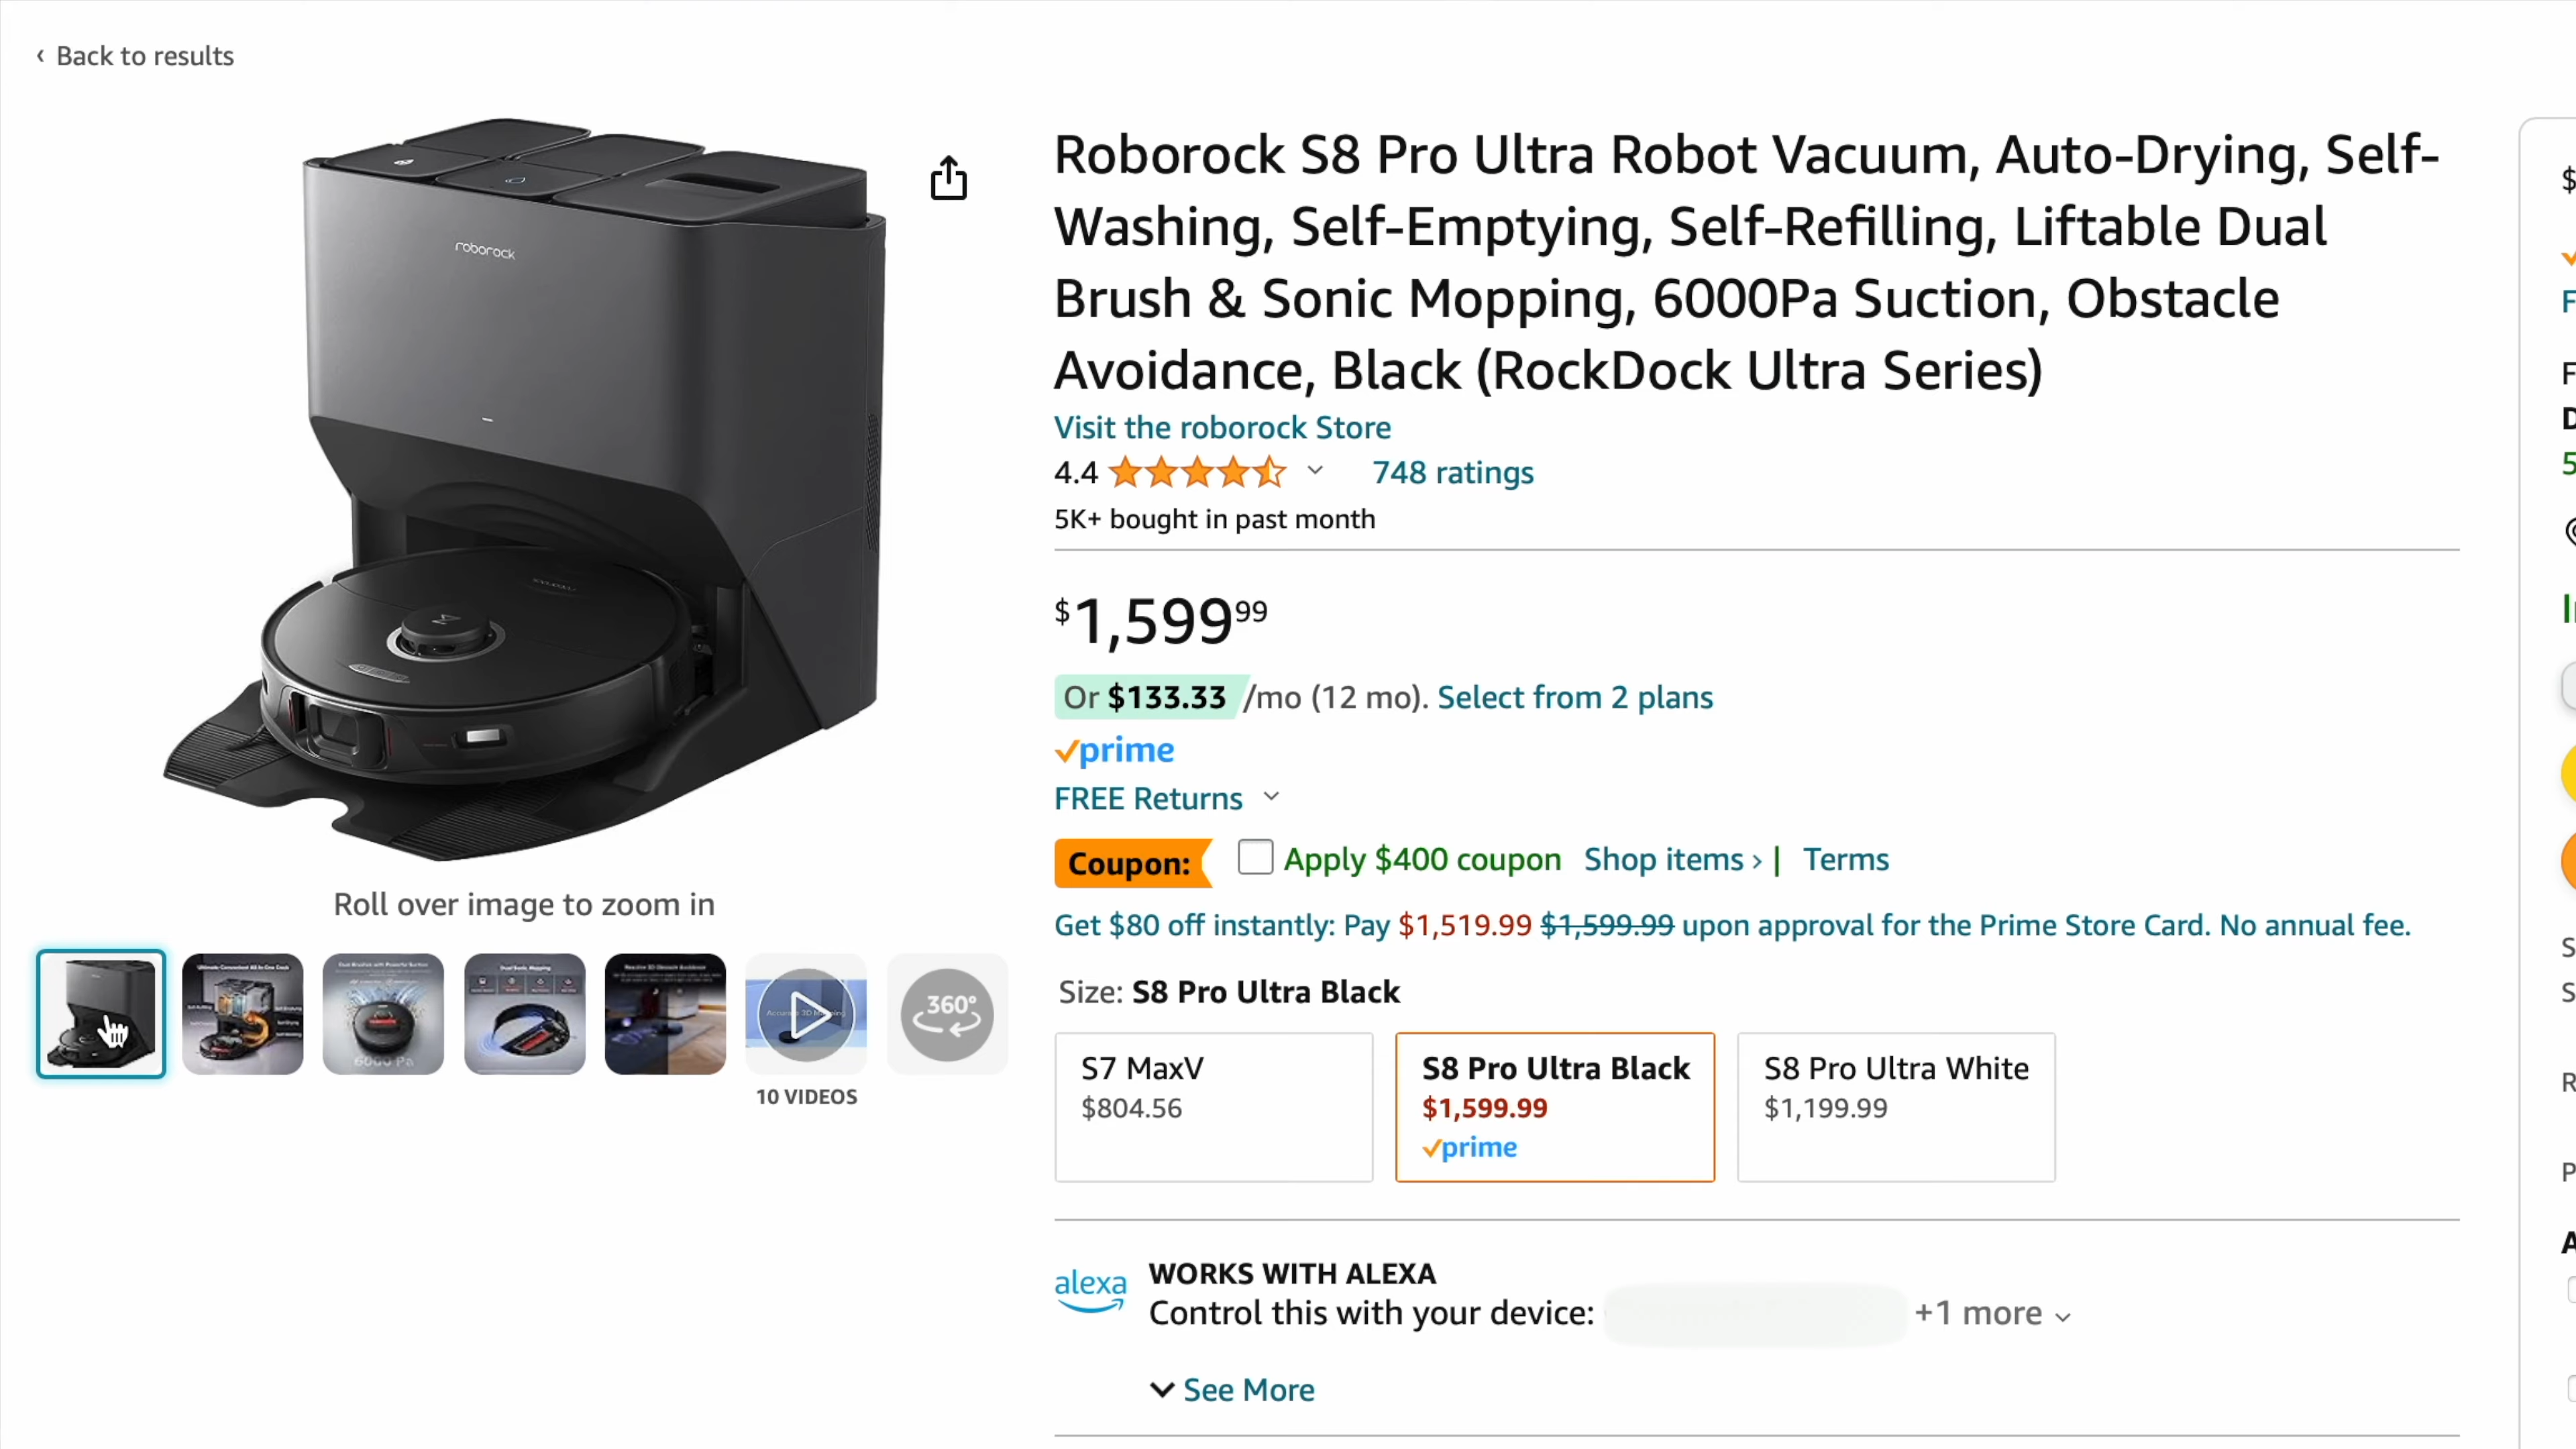 ‹ Back to results
roborock
Roll over image to zoom in
6000 Pa
360°
10 VIDEOS
Roborock S8 Pro Ultra Robot Vacuum, Auto-Drying, Self-
Washing, Self-Emptying, Self-Refilling, Liftable Dual
Brush & Sonic Mopping, 6000Pa Suction, Obstacle
Avoidance, Black (RockDock Ultra Series)
Visit the roborock Store
4.4 748 ratings
5K+ bought in past month
$1,59999
Or $133.33 /mo (12 mo). Select from 2 plans
prime
FREE Returns
Coupon: Apply $400 coupon Shop items › | Terms
Get $80 off instantly: Pay $1,519.99 $1,599.99 upon approval for the Prime Store Card. No annual fee.
Size: S8 Pro Ultra Black
S7 MaxV
$804.56
S8 Pro Ultra Black
$1,599.99
prime
S8 Pro Ultra White
$1,199.99
alexa
WORKS WITH ALEXA
Control this with your device: +1 more
See More